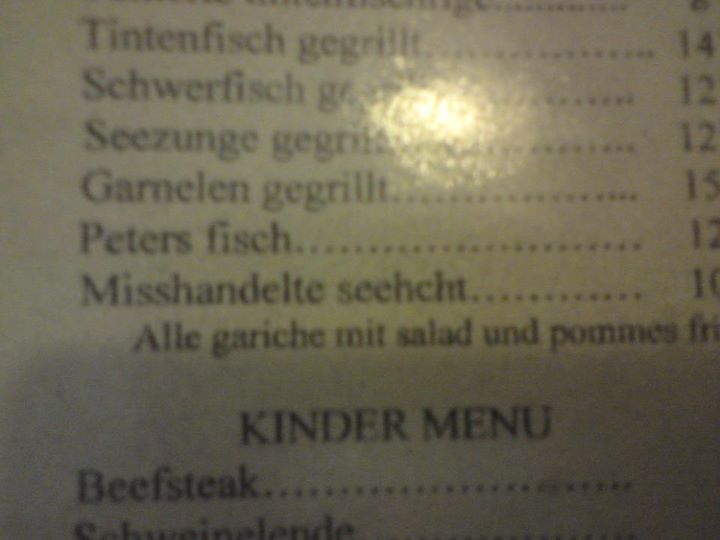 Tintenfisch gegrillt.................... 14
Schwerfisch ................. 12
Seezunge ................. 12
Garnelen gegrillt.................... 15
Peters fisch............................ 12
Misshandelte seehcht.............. 10
Alle gariche mit salad und pommes
KINDER MENU
Beefsteak..............................
Schweinelende..............................